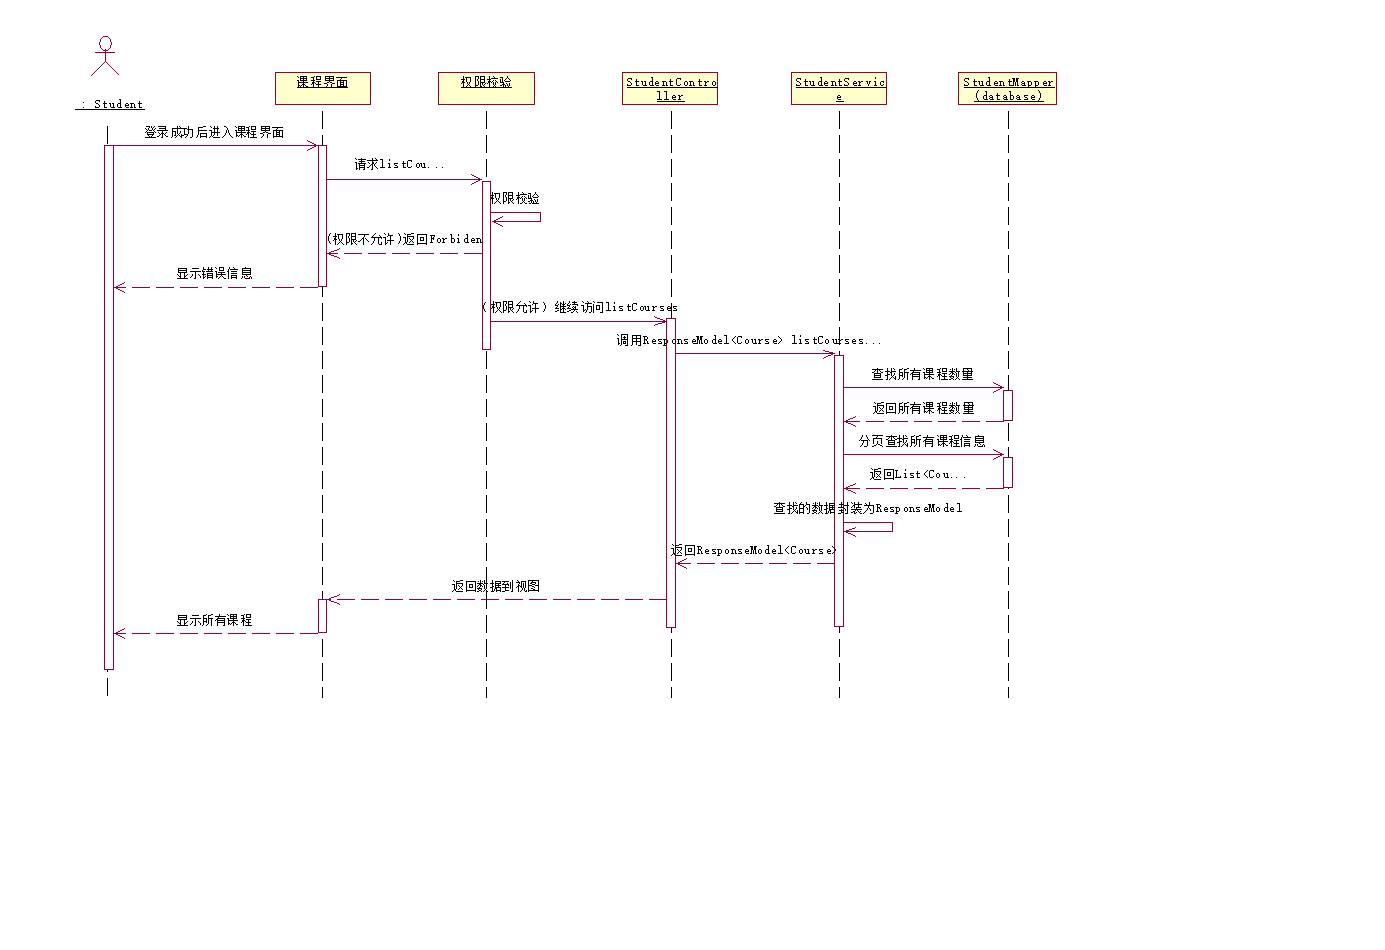 : Student
课程界面
权限校验
StudentContro
ller
StudentServic
e
StudentMapper
(database)
登录成功后进入课程界面
请求listCou...
权限校验
(权限不允许)返回Forbiden
显示错误信息
（权限允许）继续访问listCourses
调用ResponseModel<Course> listCourses...
查找所有课程数量
返回所有课程数量
分页查找所有课程信息
返回List<Cou...
查找的数据封装为ResponseModel
返回ResponseModel<Course>
返回数据到视图
显示所有课程